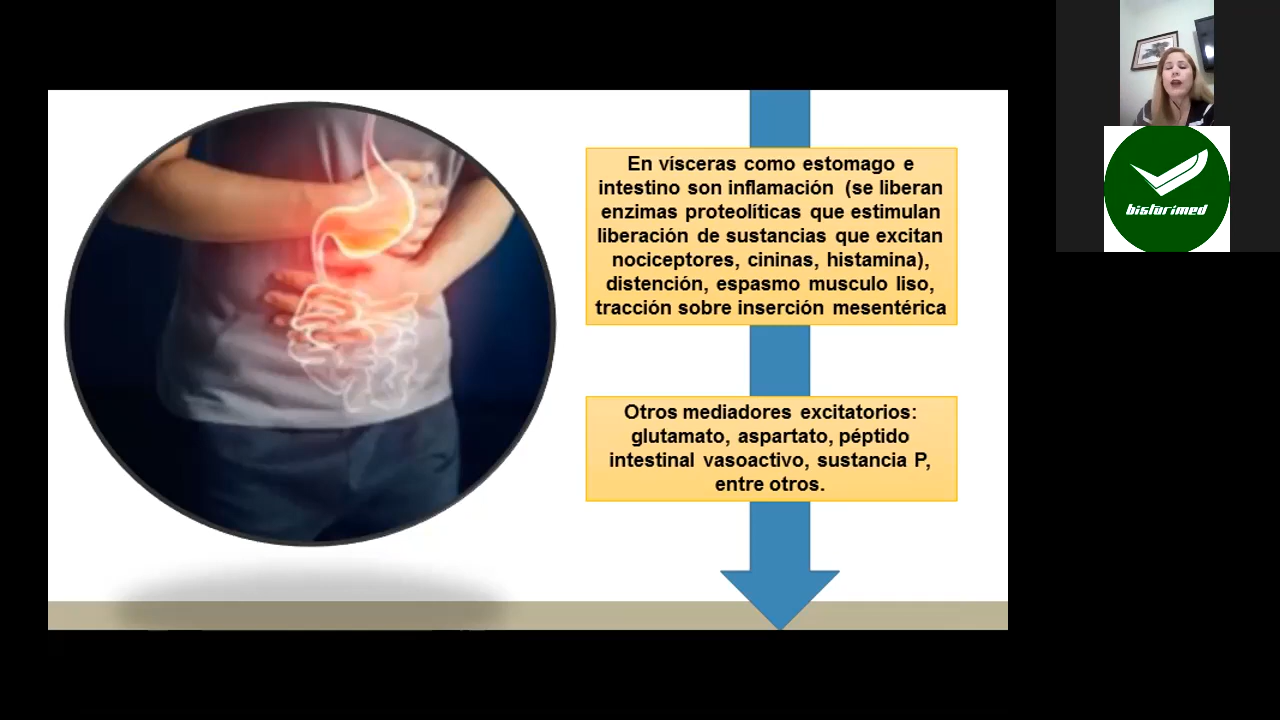 En vísceras como estomago e
intestino son inflamación (se liberan
enzimas proteolíticas que estimulan
liberación de sustancias que excitan
nociceptores, cininas, histamina),
distención, espasmo musculo liso,
tracción sobre inserción mesentérica
Otros mediadores excitatorios:
glutamato, aspartato, péptido
intestinal vasoactivo, sustancia P,
entre otros.
bisturimed